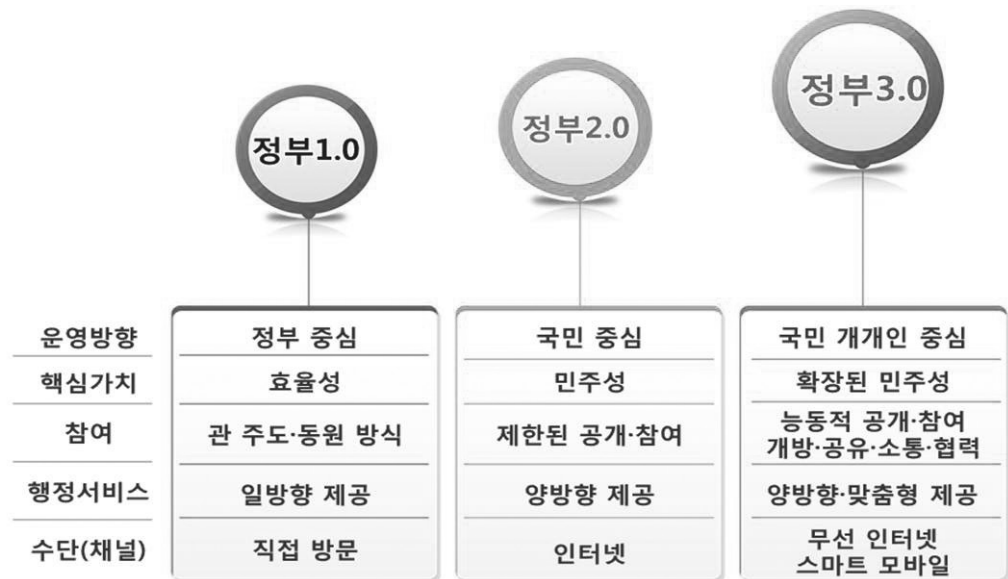 정부1.0
정부2.0
정부3.0
운영방향 정부 중심 국민 중심 국민 개개인 중심
핵심가치 효율성 민주성 확장된 민주성
참여 관 주도·동원 방식 제한된 공개·참여 능동적 공개·참여
개방·공유·소통·협력
행정서비스 일방향 제공 양방향 제공 양방향·맞춤형 제공
수단(채널) 직접 방문 인터넷 무선 인터넷
스마트 모바일